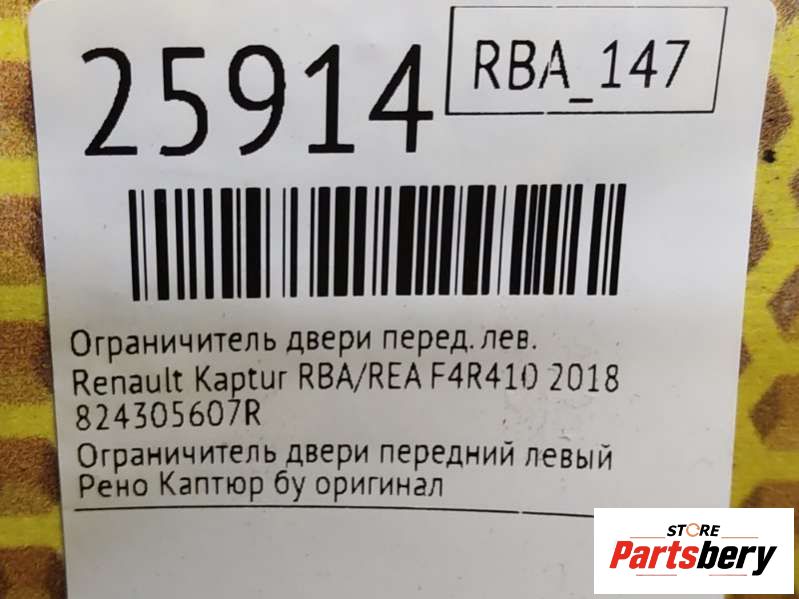 25914
RBA_147
Ограничитель двери перед. лев.
Renault Kaptur RBA/REA F4R410 2018
824305607R
Ограничитель двери передний левый
Рено Каптюр бу оригинал
STORE
Partsbery